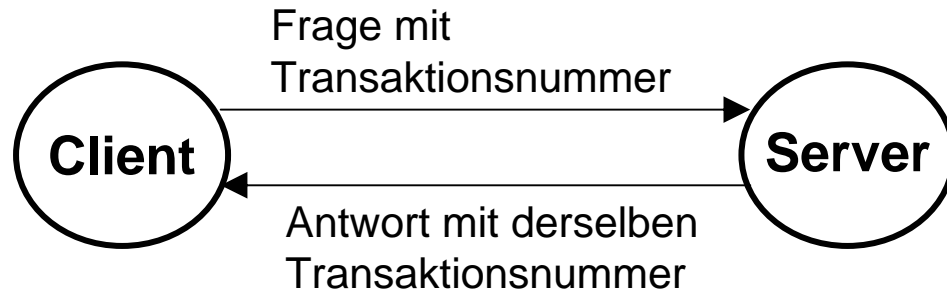 Frage mit
Transaktionsnummer
Client
Server
Antwort mit derselben
Transaktionsnummer